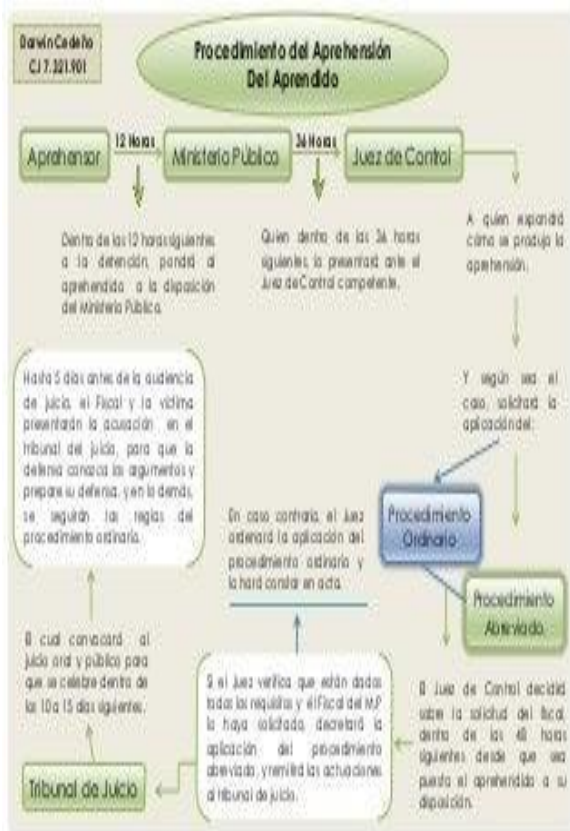 Darwin Cedeño
C.I 7.321.901
Procedimiento del Aprehensión
Del Aprendido
Aprehensor
12 Horas
Ministerio Público
36 Horas
Juez de Control
Dentro de las 12 horas siguientes
a la detención, pondrá al
aprehendido a la disposición
del Ministerio Público.
Quien dentro de las 36 horas
siguientes, lo presentará ante el
Juez de Control competente,
A quien expondrá
cómo se produjo la
aprehensión,
Y según sea el
caso, solicitará la
aplicación del:
Procedimiento
Ordinario
Procedimiento
Abreviado.
El Juez de Control decidirá
sobre la solicitud del fiscal,
dentro de las 48 horas
siguientes desde que sea
puesto el aprehendido a su
disposición.
Si el Juez verifica que están dados
todos los requisitos y el Fiscal del M.P
lo haya solicitado, decretará la
aplicación del procedimiento
abreviado, y remitirá las actuaciones
al tribunal de juicio.
En caso contrario, el Juez
ordenará la aplicación del
procedimiento ordinario y
lo hará constar en acta.
Tribunal de Juicio
El cual convocará al
juicio oral y público para
que se celebre dentro de
las 10 a 15 días siguientes.
Hasta 5 días antes de la audiencia
de juicio, el Fiscal y la víctima
presentarán la acusación en el
tribunal del juicio, para que la
defensa conozca los argumentos y
prepare su defensa, y en lo demás,
se seguirán las reglas del
procedimiento ordinario.